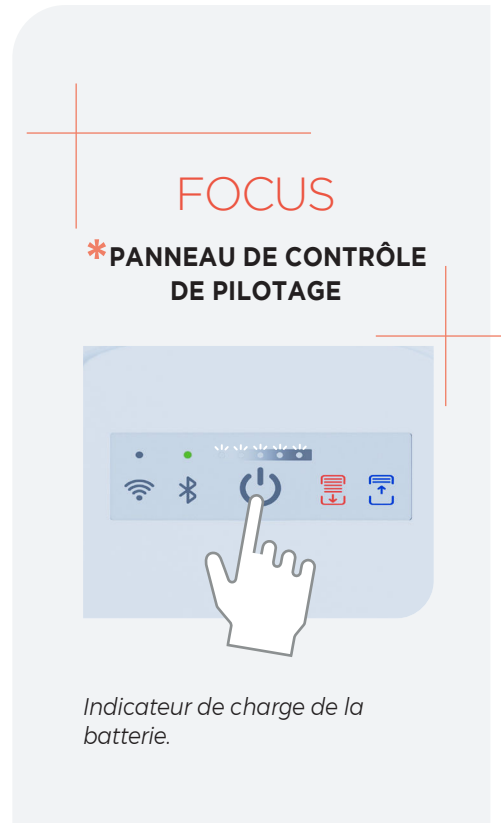 FOCUS
*PANNEAU DE CONTRÔLE
DE PILOTAGE
Indicateur de charge de la
batterie.